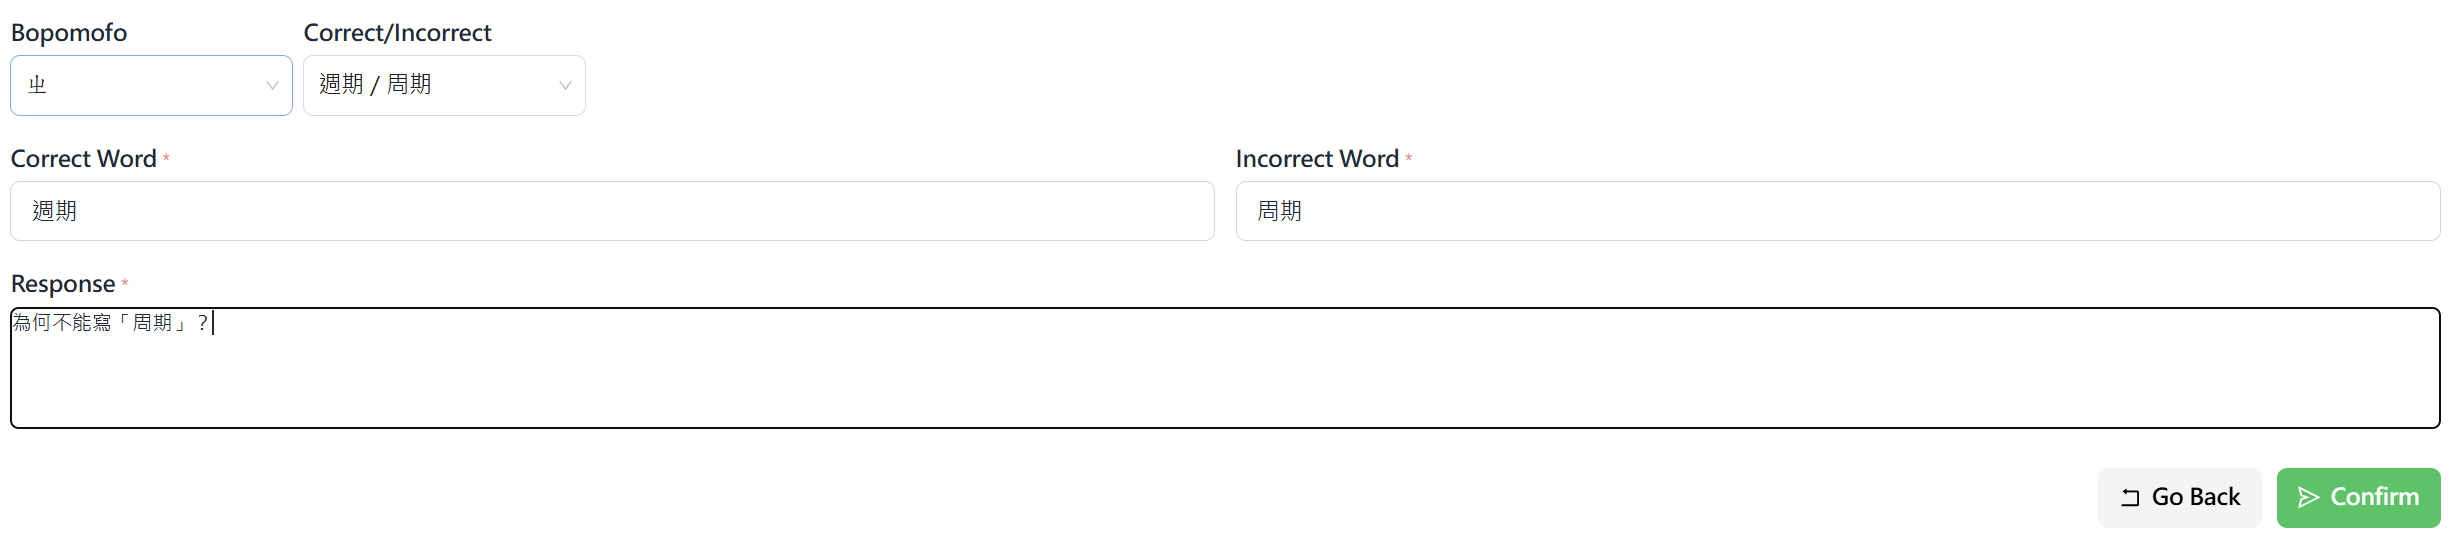 Bopomofo Correct/Incorrect
ㄓ 週期 / 周期
Correct Word * Incorrect Word *
週期 周期
Response *
為何不能寫「周期」？
Go Back Confirm